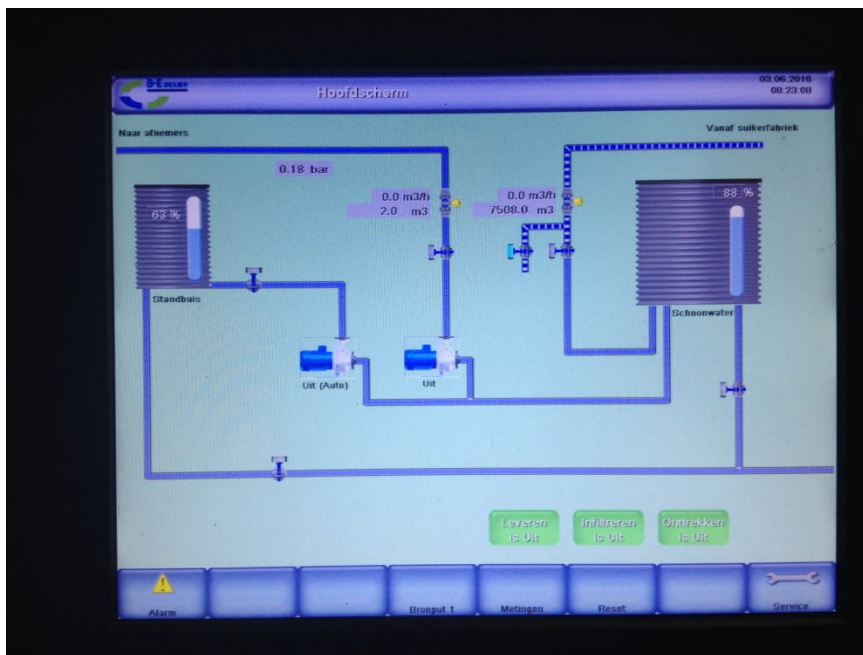 Hoofdscherm
03.06.2016
08:23:08
Naar afnemers
Vanaf suikerfabriek
0.18 bar
0.0 m3/h
2.0 m3
0.0 m3/h
7508.0 m3
63 %
88 %
Standbuis
Schoonwater
Uit (Auto)
Uit
Leveren
is Uit
Infiltreren
is Uit
Onttrekken
is Uit
Alarm
Bronput 1
Metingen
Reset
Service